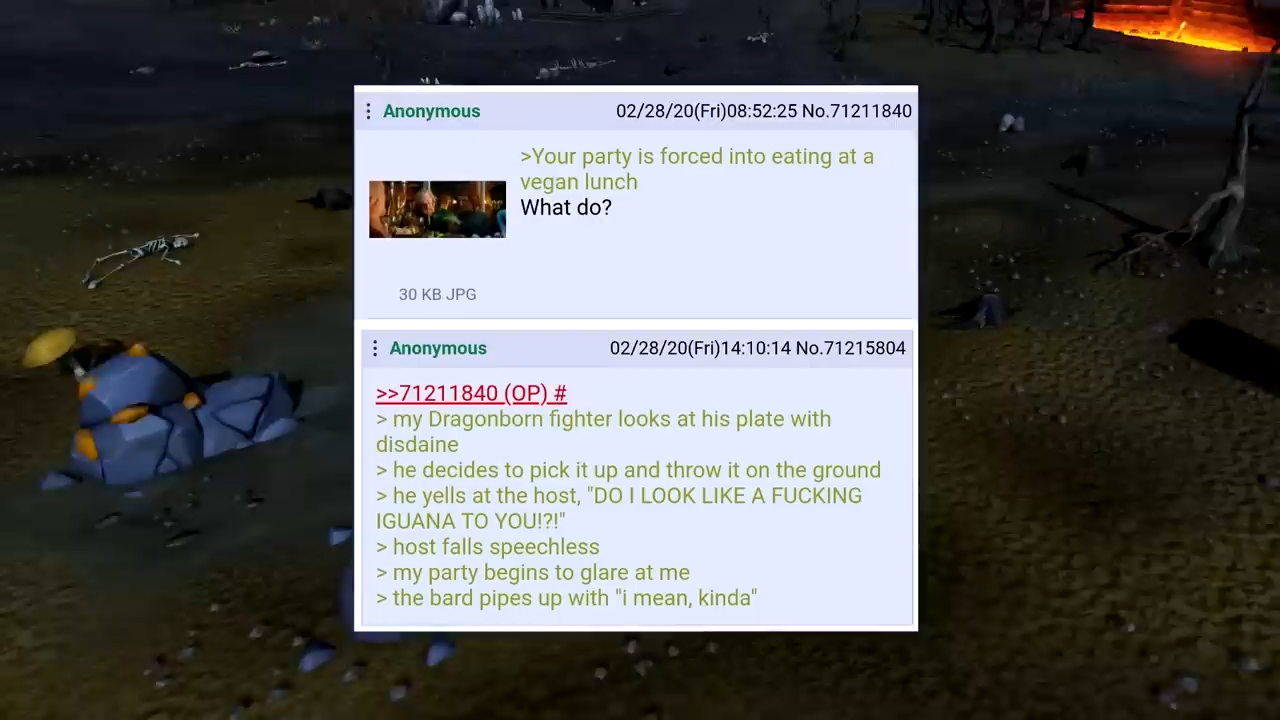 Anonymous 02/28/20(Fri)08:52:25 No.71211840
>Your party is forced into eating at a
vegan lunch
What do?
30 KB JPG
Anonymous 02/28/20(Fri)14:10:14 No.71215804
>>71211840 (OP) #
> my Dragonborn fighter looks at his plate with
disdaine
> he decides to pick it up and throw it on the ground
> he yells at the host, "DO I LOOK LIKE A FUCKING
IGUANA TO YOU!?!"
> host falls speechless
> my party begins to glare at me
> the bard pipes up with "i mean, kinda"